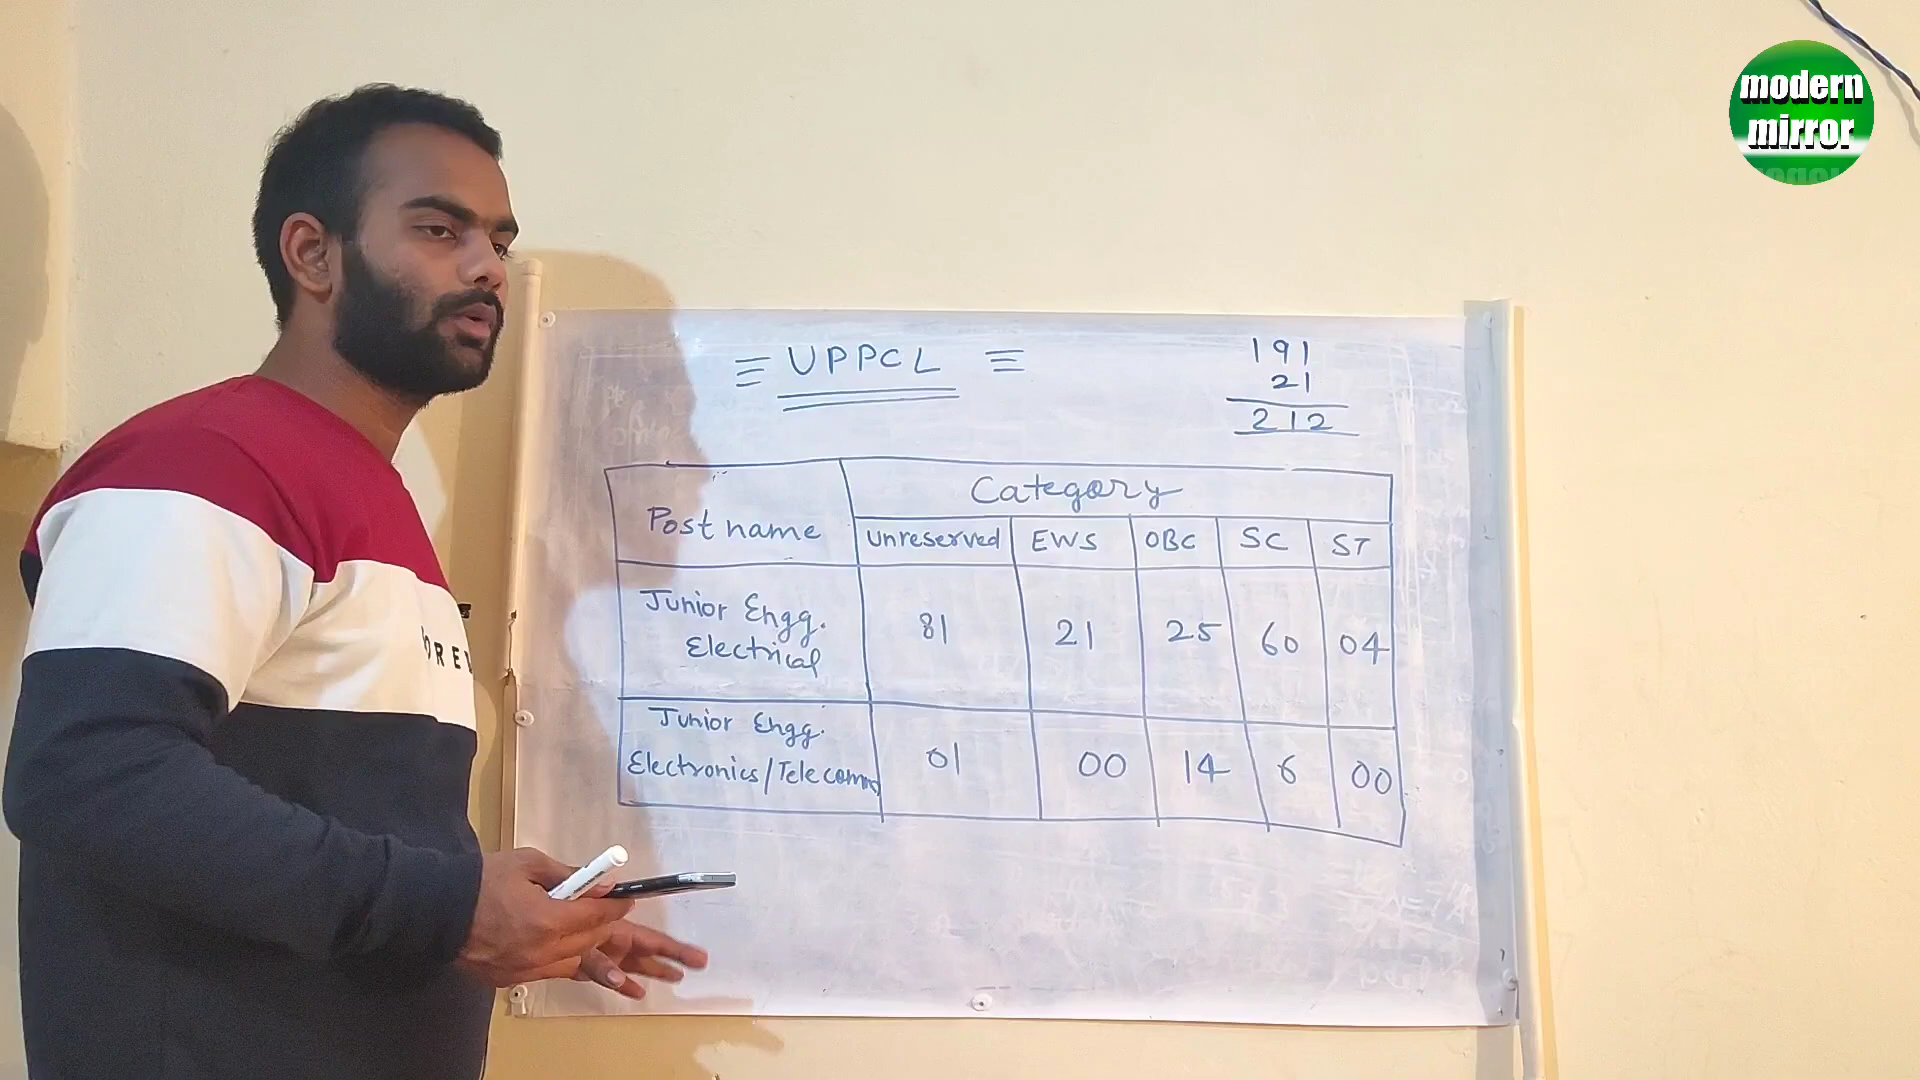 modern
mirror
≡ UPPCL ≡
191
21
212
Post name
Category
Unreserved EWS OBC SC ST
Junior Engg.
Electrical
81 21 25 60 04
Junior Engg.
Electronics/Telecomm
01 00 14 6 00